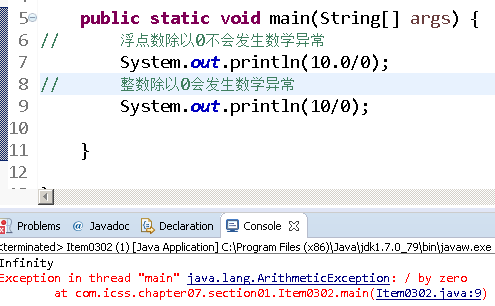 5 public static void main(String[] args) {
6 // 浮点数除以0不会发生数学异常
7 System.out.println(10.0/0);
8 // 整数除以0会发生数学异常
9 System.out.println(10/0);
10
11 }
12
Problems @ Javadoc Declaration Console
<terminated> Item0302 (1) [Java Application] C:\Program Files (x86)\Java\jdk1.7.0_79\bin\javaw.exe
Infinity
Exception in thread "main" java.lang.ArithmeticException: / by zero
at com.icss.chapter07.section01.Item0302.main(Item0302.java:9)